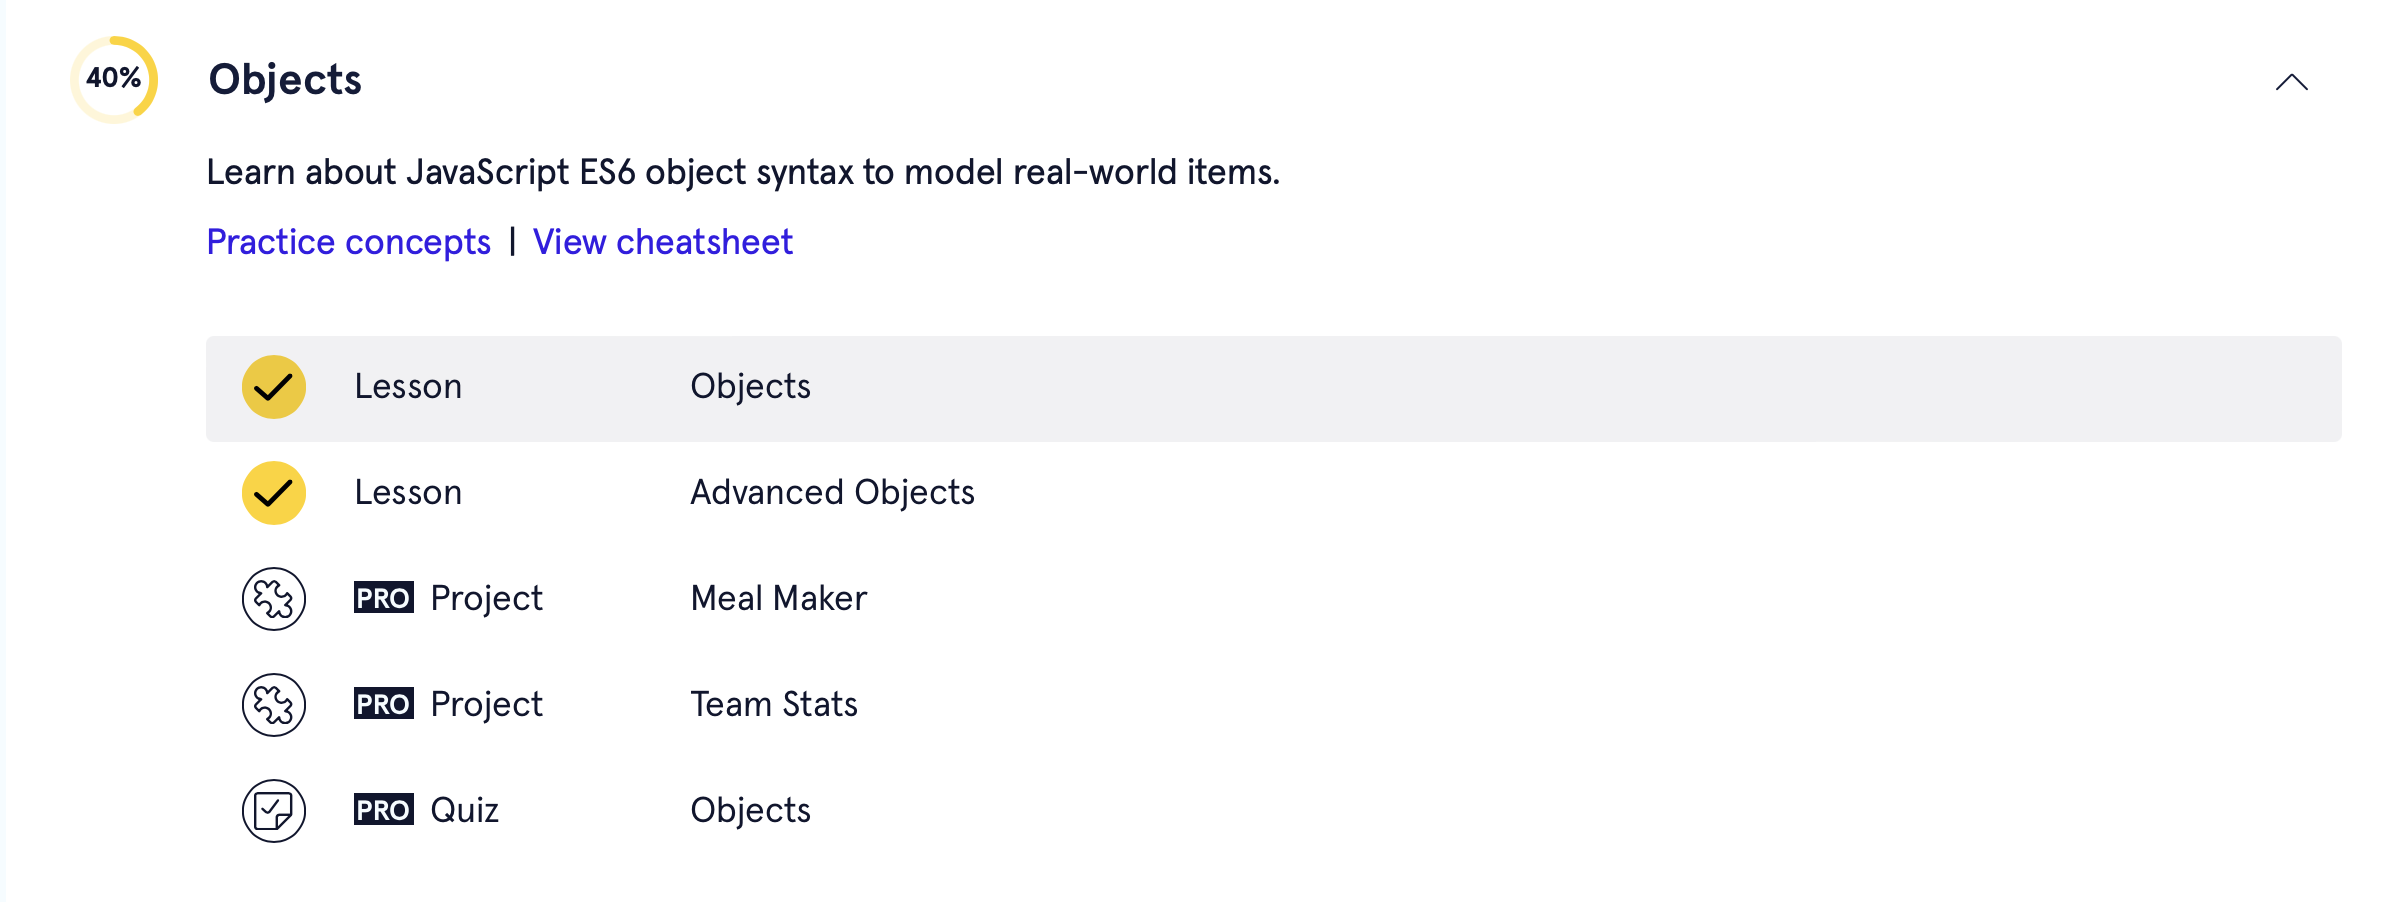 40% Objects
Learn about JavaScript ES6 object syntax to model real-world items.
Practice concepts | View cheatsheet
Lesson Objects
Lesson Advanced Objects
PRO Project Meal Maker
PRO Project Team Stats
PRO Quiz Objects